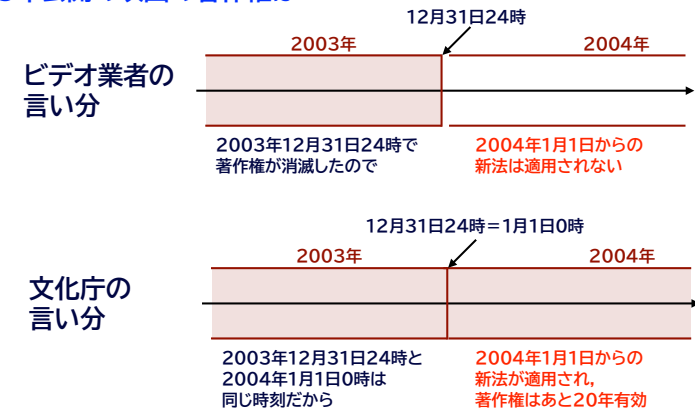 12月31日24時
2003年
2004年
ビデオ業者の
言い分
2003年12月31日24時で
著作権が消滅したので
2004年1月1日からの
新法は適用されない
12月31日24時＝1月1日0時
2003年
2004年
文化庁の
言い分
2003年12月31日24時と
2004年1月1日0時は
同じ時刻だから
2004年1月1日からの
新法が適用され，
著作権はあと20年有効